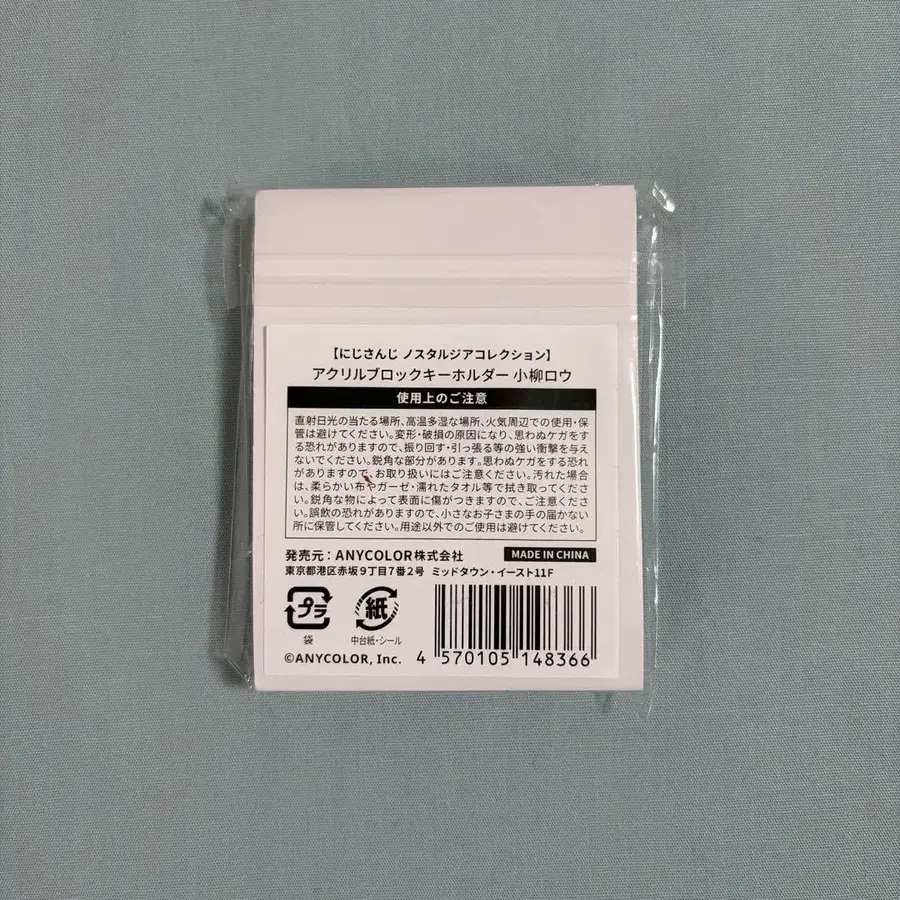 【にじさんじ ノスタルジアコレクション】
アクリルブロックキーホルダー 小柳ロウ
使用上のご注意
直射日光の当たる場所、高温多湿な場所、火気周辺での使用・保
管は避けてください。変形・破損の原因になり、思わぬケガをす
る恐れがありますので、振り回す・引っ張る等の強い衝撃を与え
ないでください。鋭角な部分があります。思わぬケガをする恐れ
がありますので、お取り扱いにはご注意ください。汚れた場合
は、柔らかい布やガーゼ・濡れたタオル等で拭き取ってくださ
い。鋭角な物によって表面に傷がつきますので、ご注意ください。
誤飲の恐れがありますので、小さなお子さまの手の届かない
所に保管してください。用途以外でのご使用は避けてください。
発売元：ANYCOLOR株式会社
MADE IN CHINA
東京都港区赤坂9丁目7番2号 ミッドタウン・イースト11F
プラ
袋
紙
中台紙・シール
©ANYCOLOR, Inc.
4 570105 148366